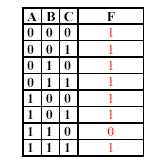 A B C F
0 0 0 1
0 0 1 1
0 1 0 1
0 1 1 1
1 0 0 1
1 0 1 1
1 1 0 0
1 1 1 1